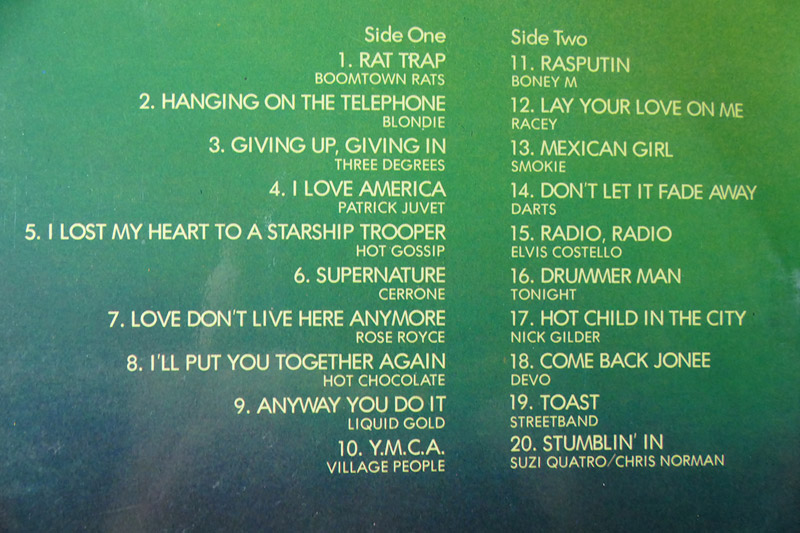 Side One
1. RAT TRAP
BOOMTOWN RATS
2. HANGING ON THE TELEPHONE
BLONDIE
3. GIVING UP, GIVING IN
THREE DEGREES
4. I LOVE AMERICA
PATRICK JUVET
5. I LOST MY HEART TO A STARSHIP TROOPER
HOT GOSSIP
6. SUPERNATURE
CERRONE
7. LOVE DON'T LIVE HERE ANYMORE
ROSE ROYCE
8. I'LL PUT YOU TOGETHER AGAIN
HOT CHOCOLATE
9. ANYWAY YOU DO IT
LIQUID GOLD
10. Y.M.C.A.
VILLAGE PEOPLE
Side Two
11. RASPUTIN
BONEY M
12. LAY YOUR LOVE ON ME
RACEY
13. MEXICAN GIRL
SMOKIE
14. DON'T LET IT FADE AWAY
DARTS
15. RADIO, RADIO
ELVIS COSTELLO
16. DRUMMER MAN
TONIGHT
17. HOT CHILD IN THE CITY
NICK GILDER
18. COME BACK JONEE
DEVO
19. TOAST
STREETBAND
20. STUMBLIN' IN
SUZI QUATRO/CHRIS NORMAN